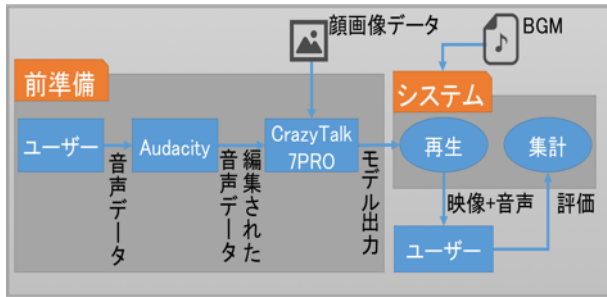 顔画像データ
BGM
前準備
システム
ユーザー
音声データ
Audacity
編集された
音声データ
CrazyTalk
7PRO
モデル出力
再生
集計
映像+音声
評価
ユーザー